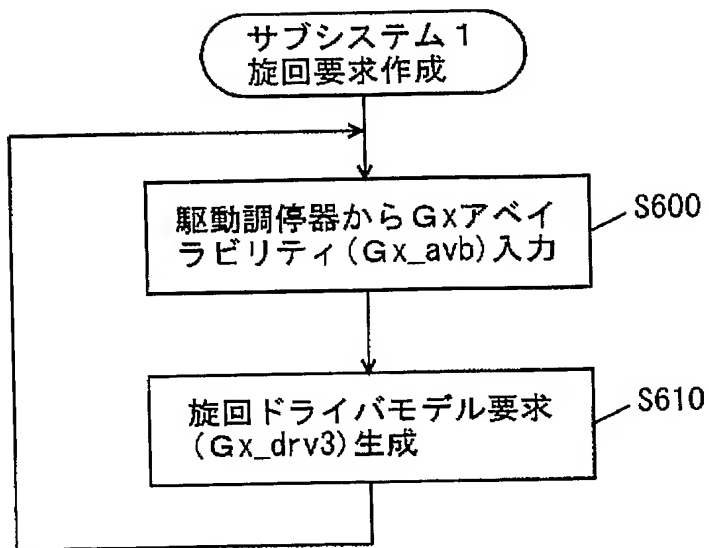 サブシステム1
旋回要求作成
駆動調停器からＧｘアベイ
ラビリティ(Ｇx_avb)入力
S600
旋回ドライバモデル要求
(Ｇx_drv3)生成
S610